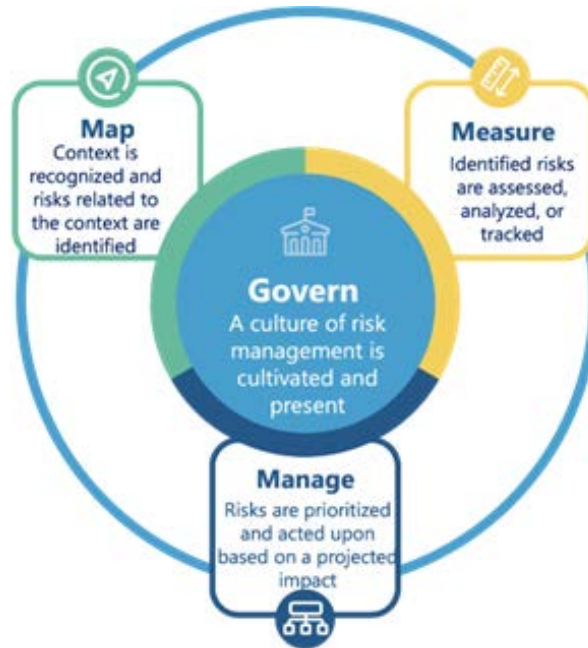 Map
Context is
recognized and
risks related to
the context are
identified
Measure
Identified risks
are assessed,
analyzed, or
tracked
Govern
A culture of risk
management is
cultivated and
present
Manage
Risks are prioritized
and acted upon
based on a projected
impact